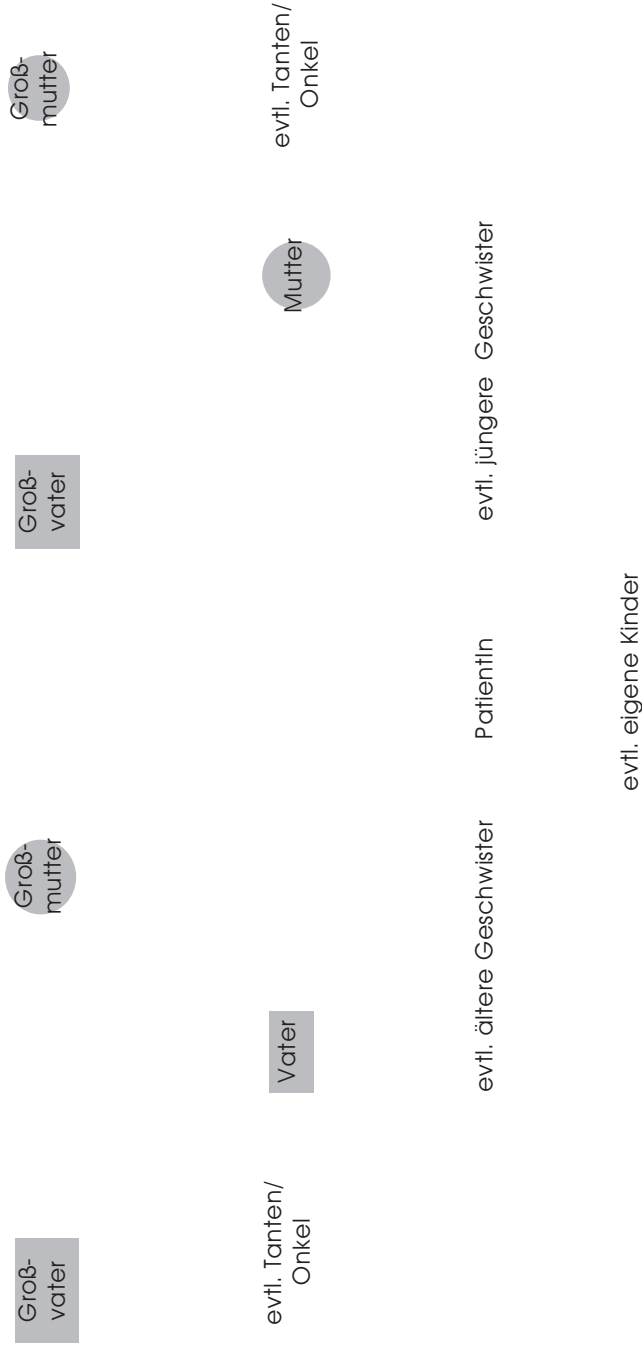 Groß-
vater
Groß-
mutter
Groß-
vater
Groß-
mutter
evtl. Tanten/
Onkel
Vater
Mutter
evtl. Tanten/
Onkel
evtl. ältere Geschwister
PatientIn
evtl. jüngere Geschwister
evtl. eigene Kinder